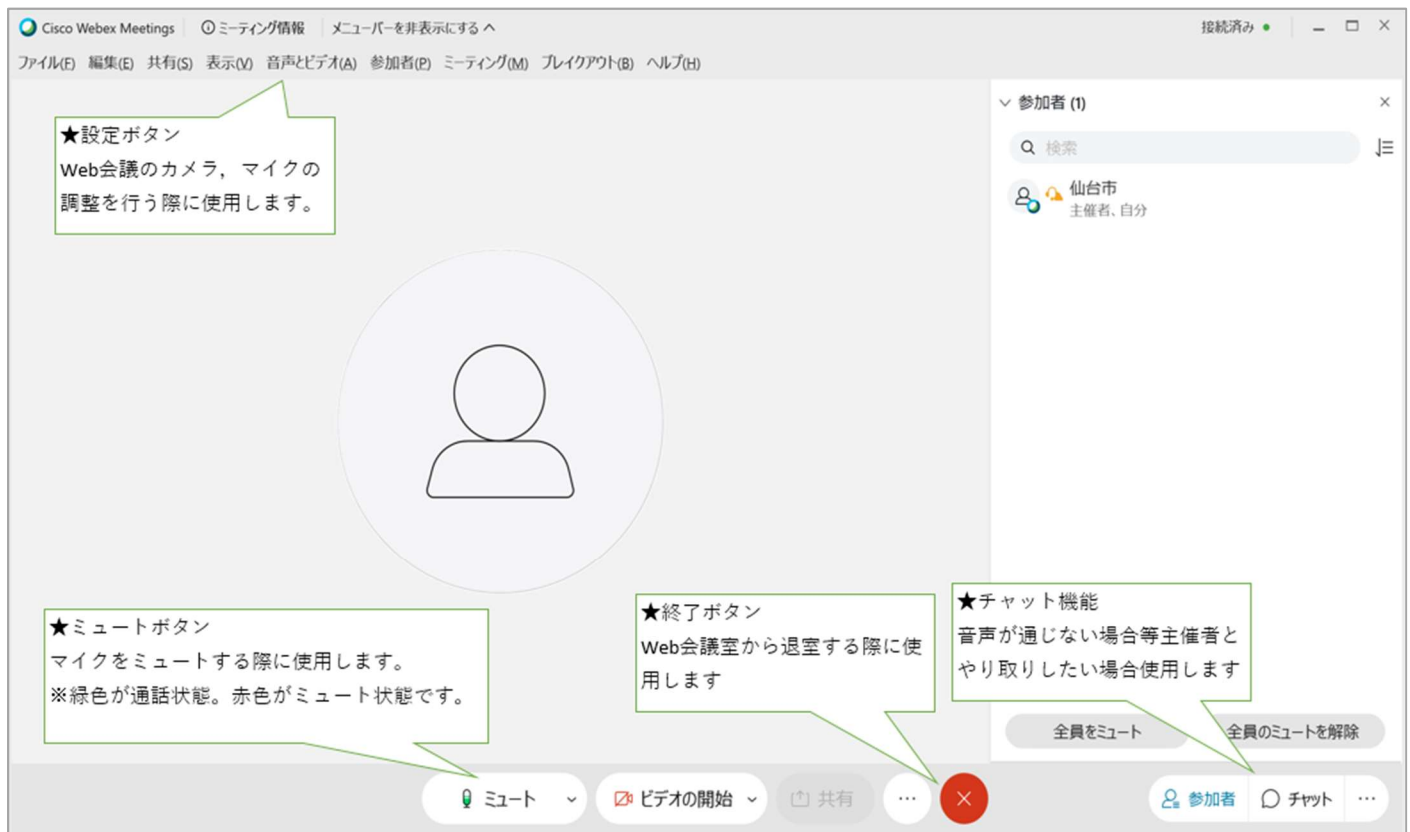 Cisco Webex Meetings ミーティング情報 メニューバーを非表示にする 接続済み
ファイル(F) 編集(E) 共有(S) 表示(V) 音声とビデオ(A) 参加者(P) ミーティング(M) ブレイクアウト(B) ヘルプ(H)
★設定ボタン
Web会議のカメラ，マイクの
調整を行う際に使用します。
参加者 (1)
検索
仙台市
主催者、自分
★ミュートボタン
マイクをミュートする際に使用します。
※緑色が通話状態。赤色がミュート状態です。
★終了ボタン
Web会議室から退室する際に使
用します
★チャット機能
音声が通じない場合等主催者と
やり取りしたい場合使用します
全員をミュート 全員のミュートを解除
ミュート ビデオの開始 共有 … 参加者 チャット …